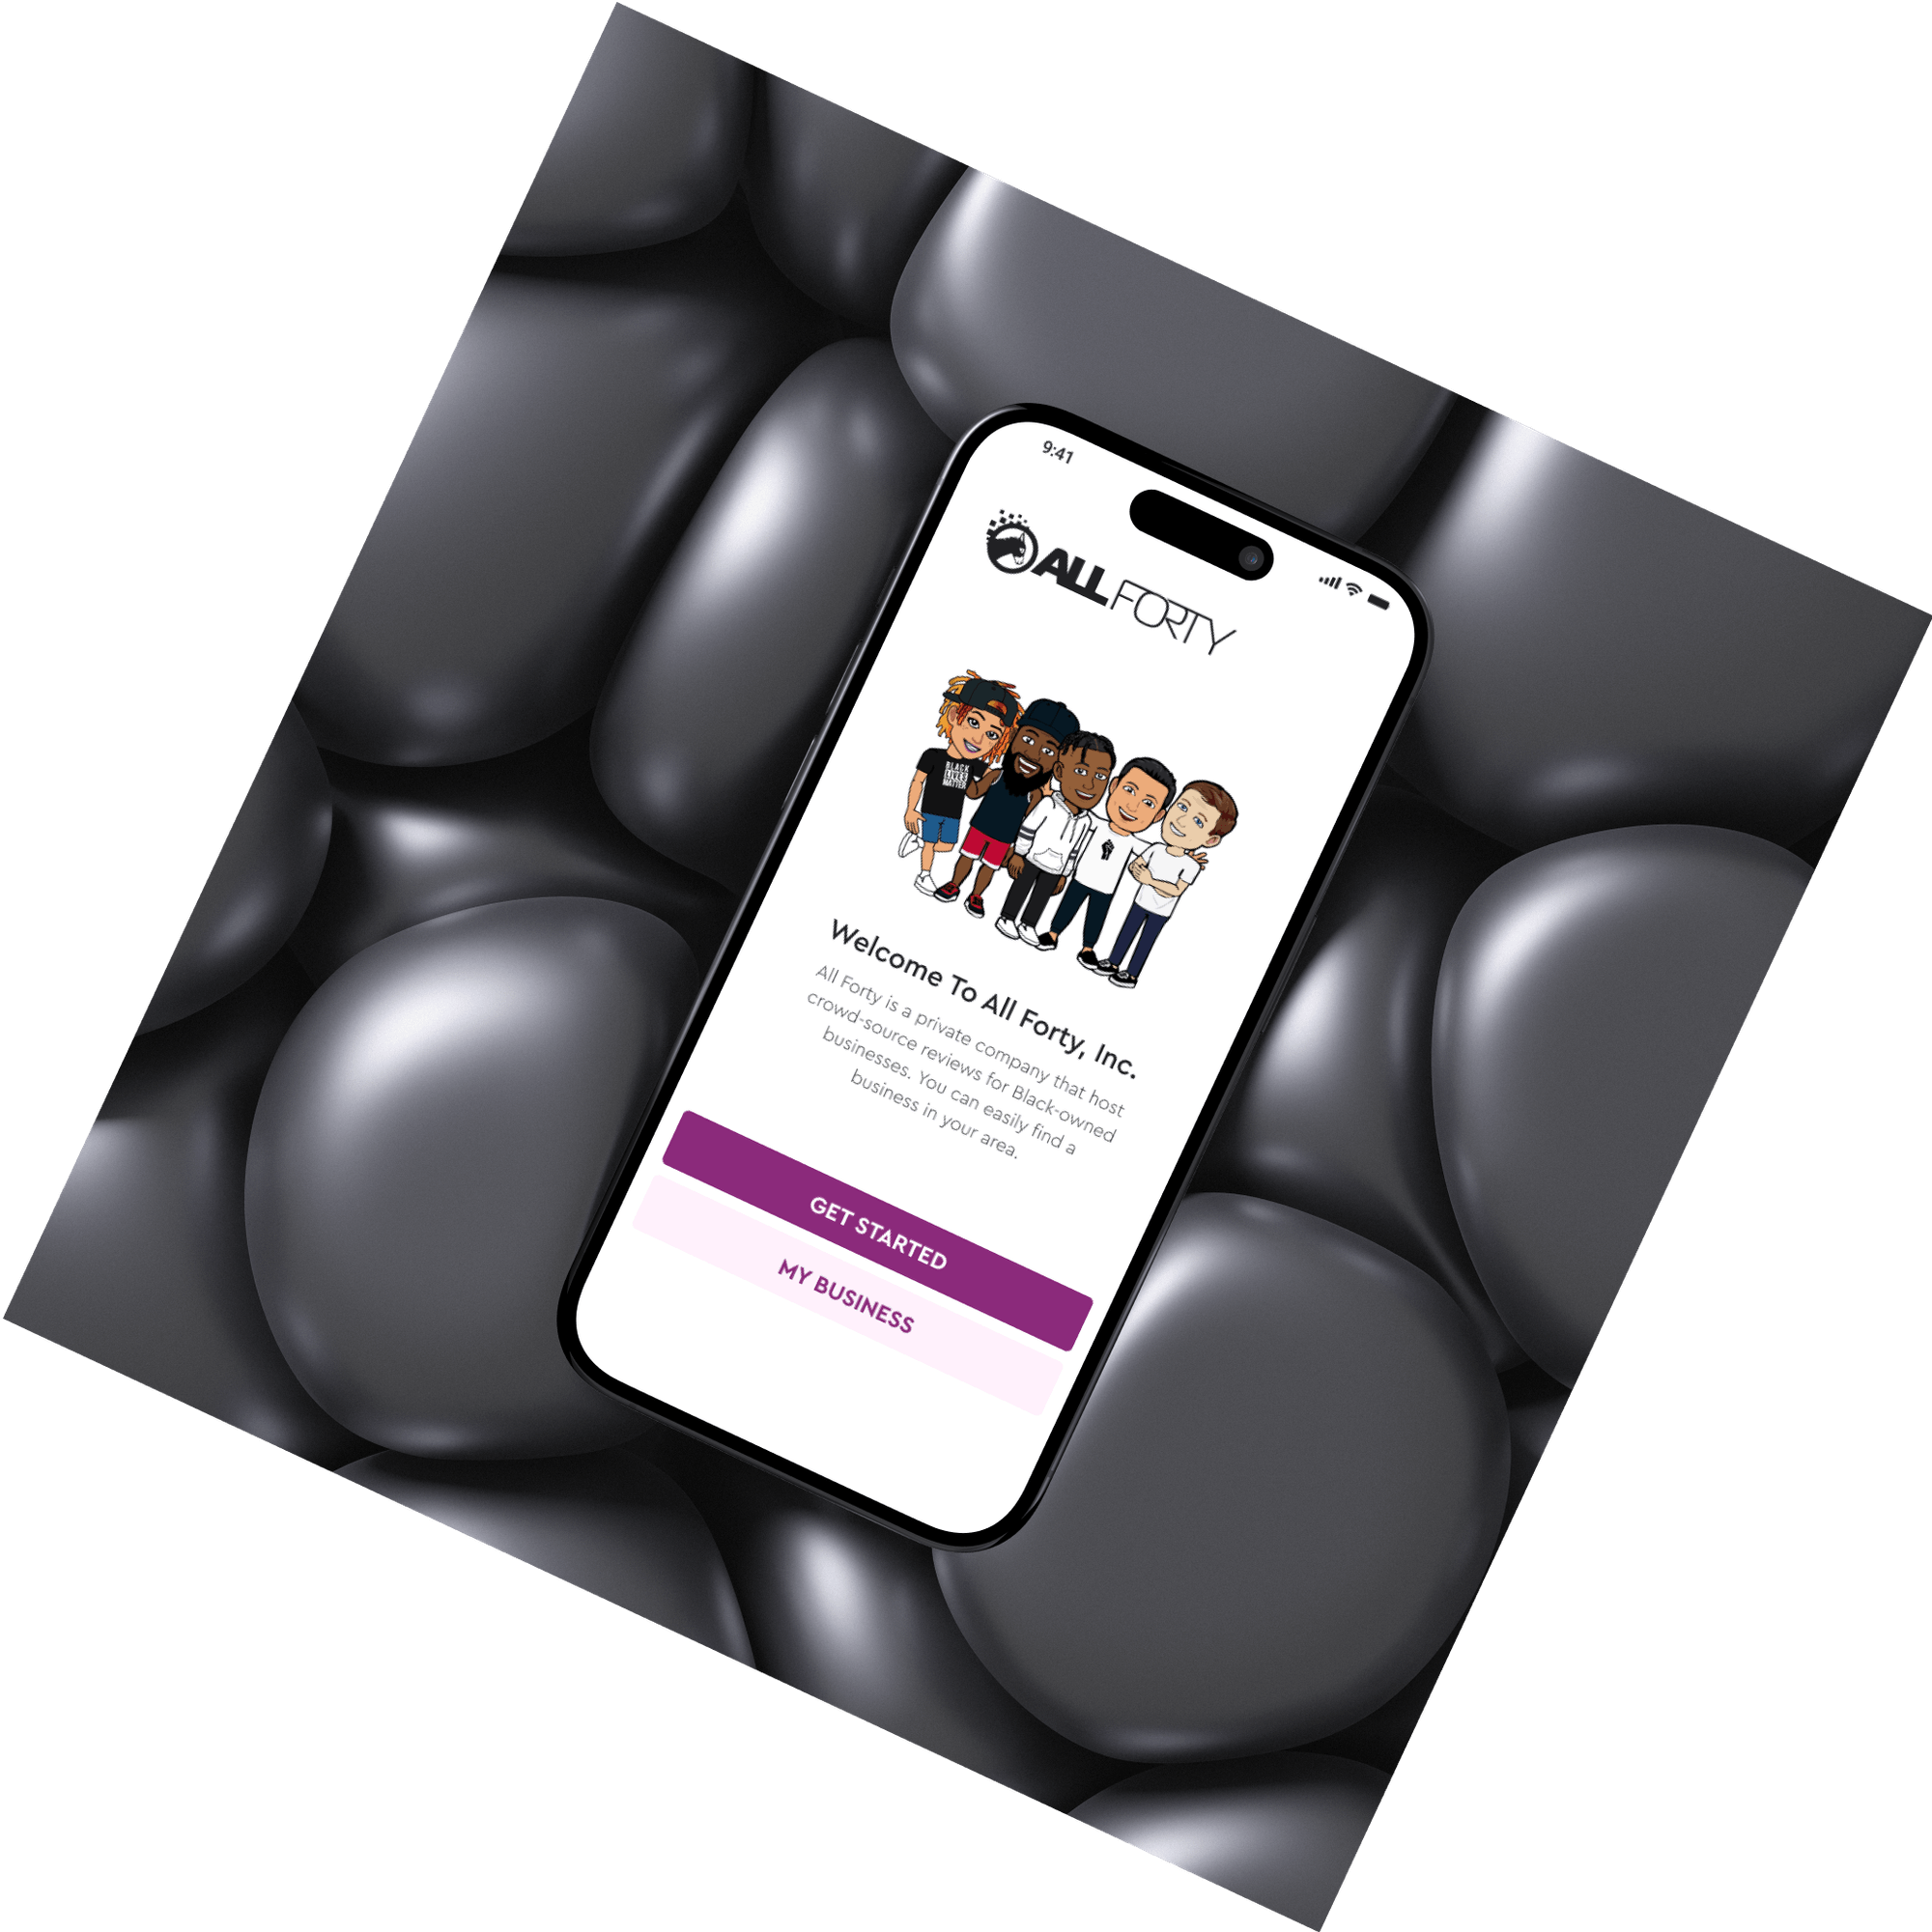 9:41
ALL FORTY
BLACK
LIVES
MATTER
Welcome To All Forty, Inc.
All Forty is a private company that host
crowd-source reviews for Black-owned
businesses. You can easily find a
business in your area.
GET STARTED
MY BUSINESS